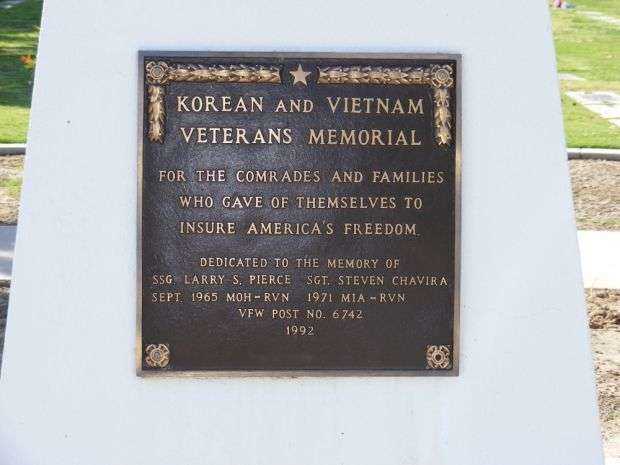 KOREAN AND VIETNAM
VETERANS MEMORIAL
FOR THE COMRADES AND FAMILIES
WHO GAVE OF THEMSELVES TO
INSURE AMERICA'S FREEDOM.
DEDICATED TO THE MEMORY OF
SSG. LARRY S. PIERCE SGT. STEVEN CHAVIRA
SEPT. 1965 MOH-RVN 1971 MIA-RVN
VFW POST NO. 6742
1992